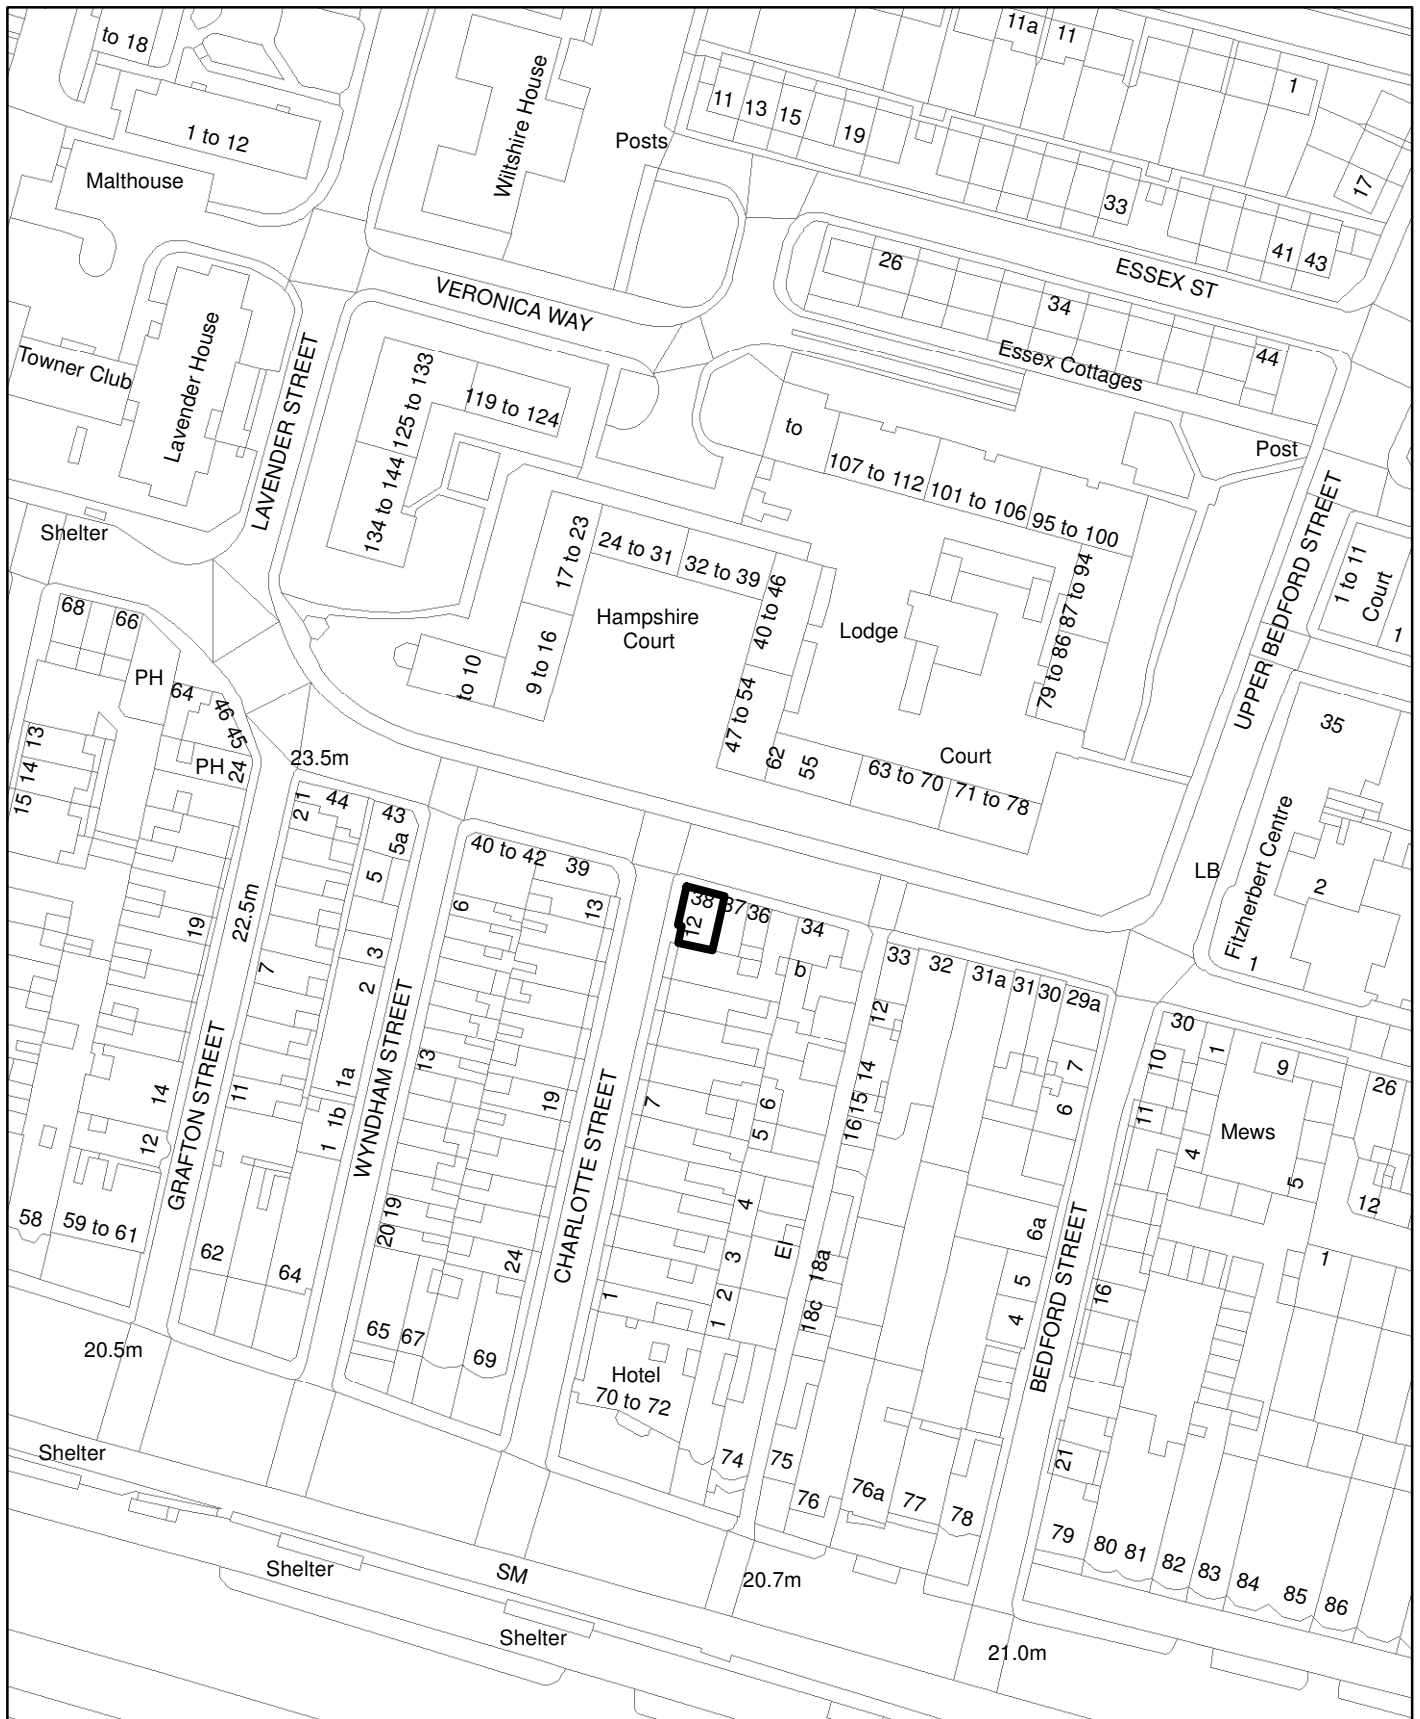 to 18
11a
11
1
Wiltshire House
11
13
15
19
Posts
1 to 12
Malthouse
17
33
41
43
26
ESSEX ST
VERONICA WAY
34
Essex Cottages
44
Towner Club
Lavender House
LAVENDER STREET
125 to 133
119 to 124
to
Post
107 to 112
101 to 106
95 to 100
134 to 144
Shelter
17 to 23
24 to 31
32 to 39
40 to 46
87 to 94
UPPER BEDFORD STREET
1 to 11
Court
1
68
66
Hampshire
Court
Lodge
PH
64
46
45
to 10
9 to 16
47 to 54
79 to 86
35
13
14
15
PH
24
23.5m
62
55
Court
63 to 70
71 to 78
2
1
44
43
5a
5
40 to 42
39
13
6
LB
Fitzherbert Centre
2
1
38
12
37
36
34
b
33
32
31a
31
30
29a
19
22.5m
7
3
2
12
30
10
1
9
26
7
6
11
4
Mews
5
12
14
12
GRAFTON STREET
11
1a
1b
1
WYNDHAM STREET
13
19
CHARLOTTE STREET
7
6
5
14
15
16
4
3
2
1
El
18a
18c
6a
5
4
BEDFORD STREET
16
1
58
59 to 61
62
64
19
20
24
1
65
67
69
20.5m
Hotel
70 to 72
74
75
76
76a
77
78
21
79
80
81
82
83
84
85
86
Shelter
Shelter
SM
20.7m
Shelter
21.0m